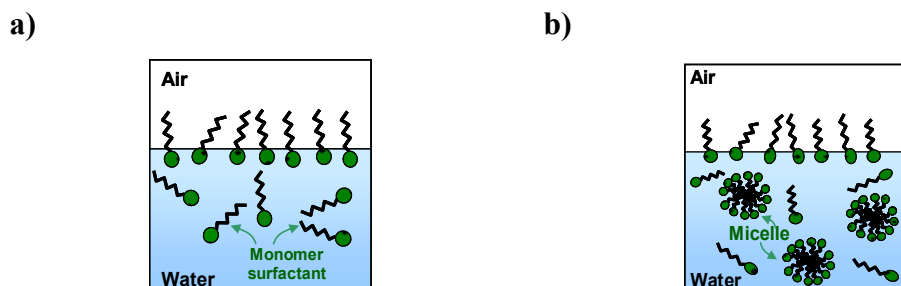 a)
b)
Air
Monomer
surfactant
Water
Air
Micelle
Water